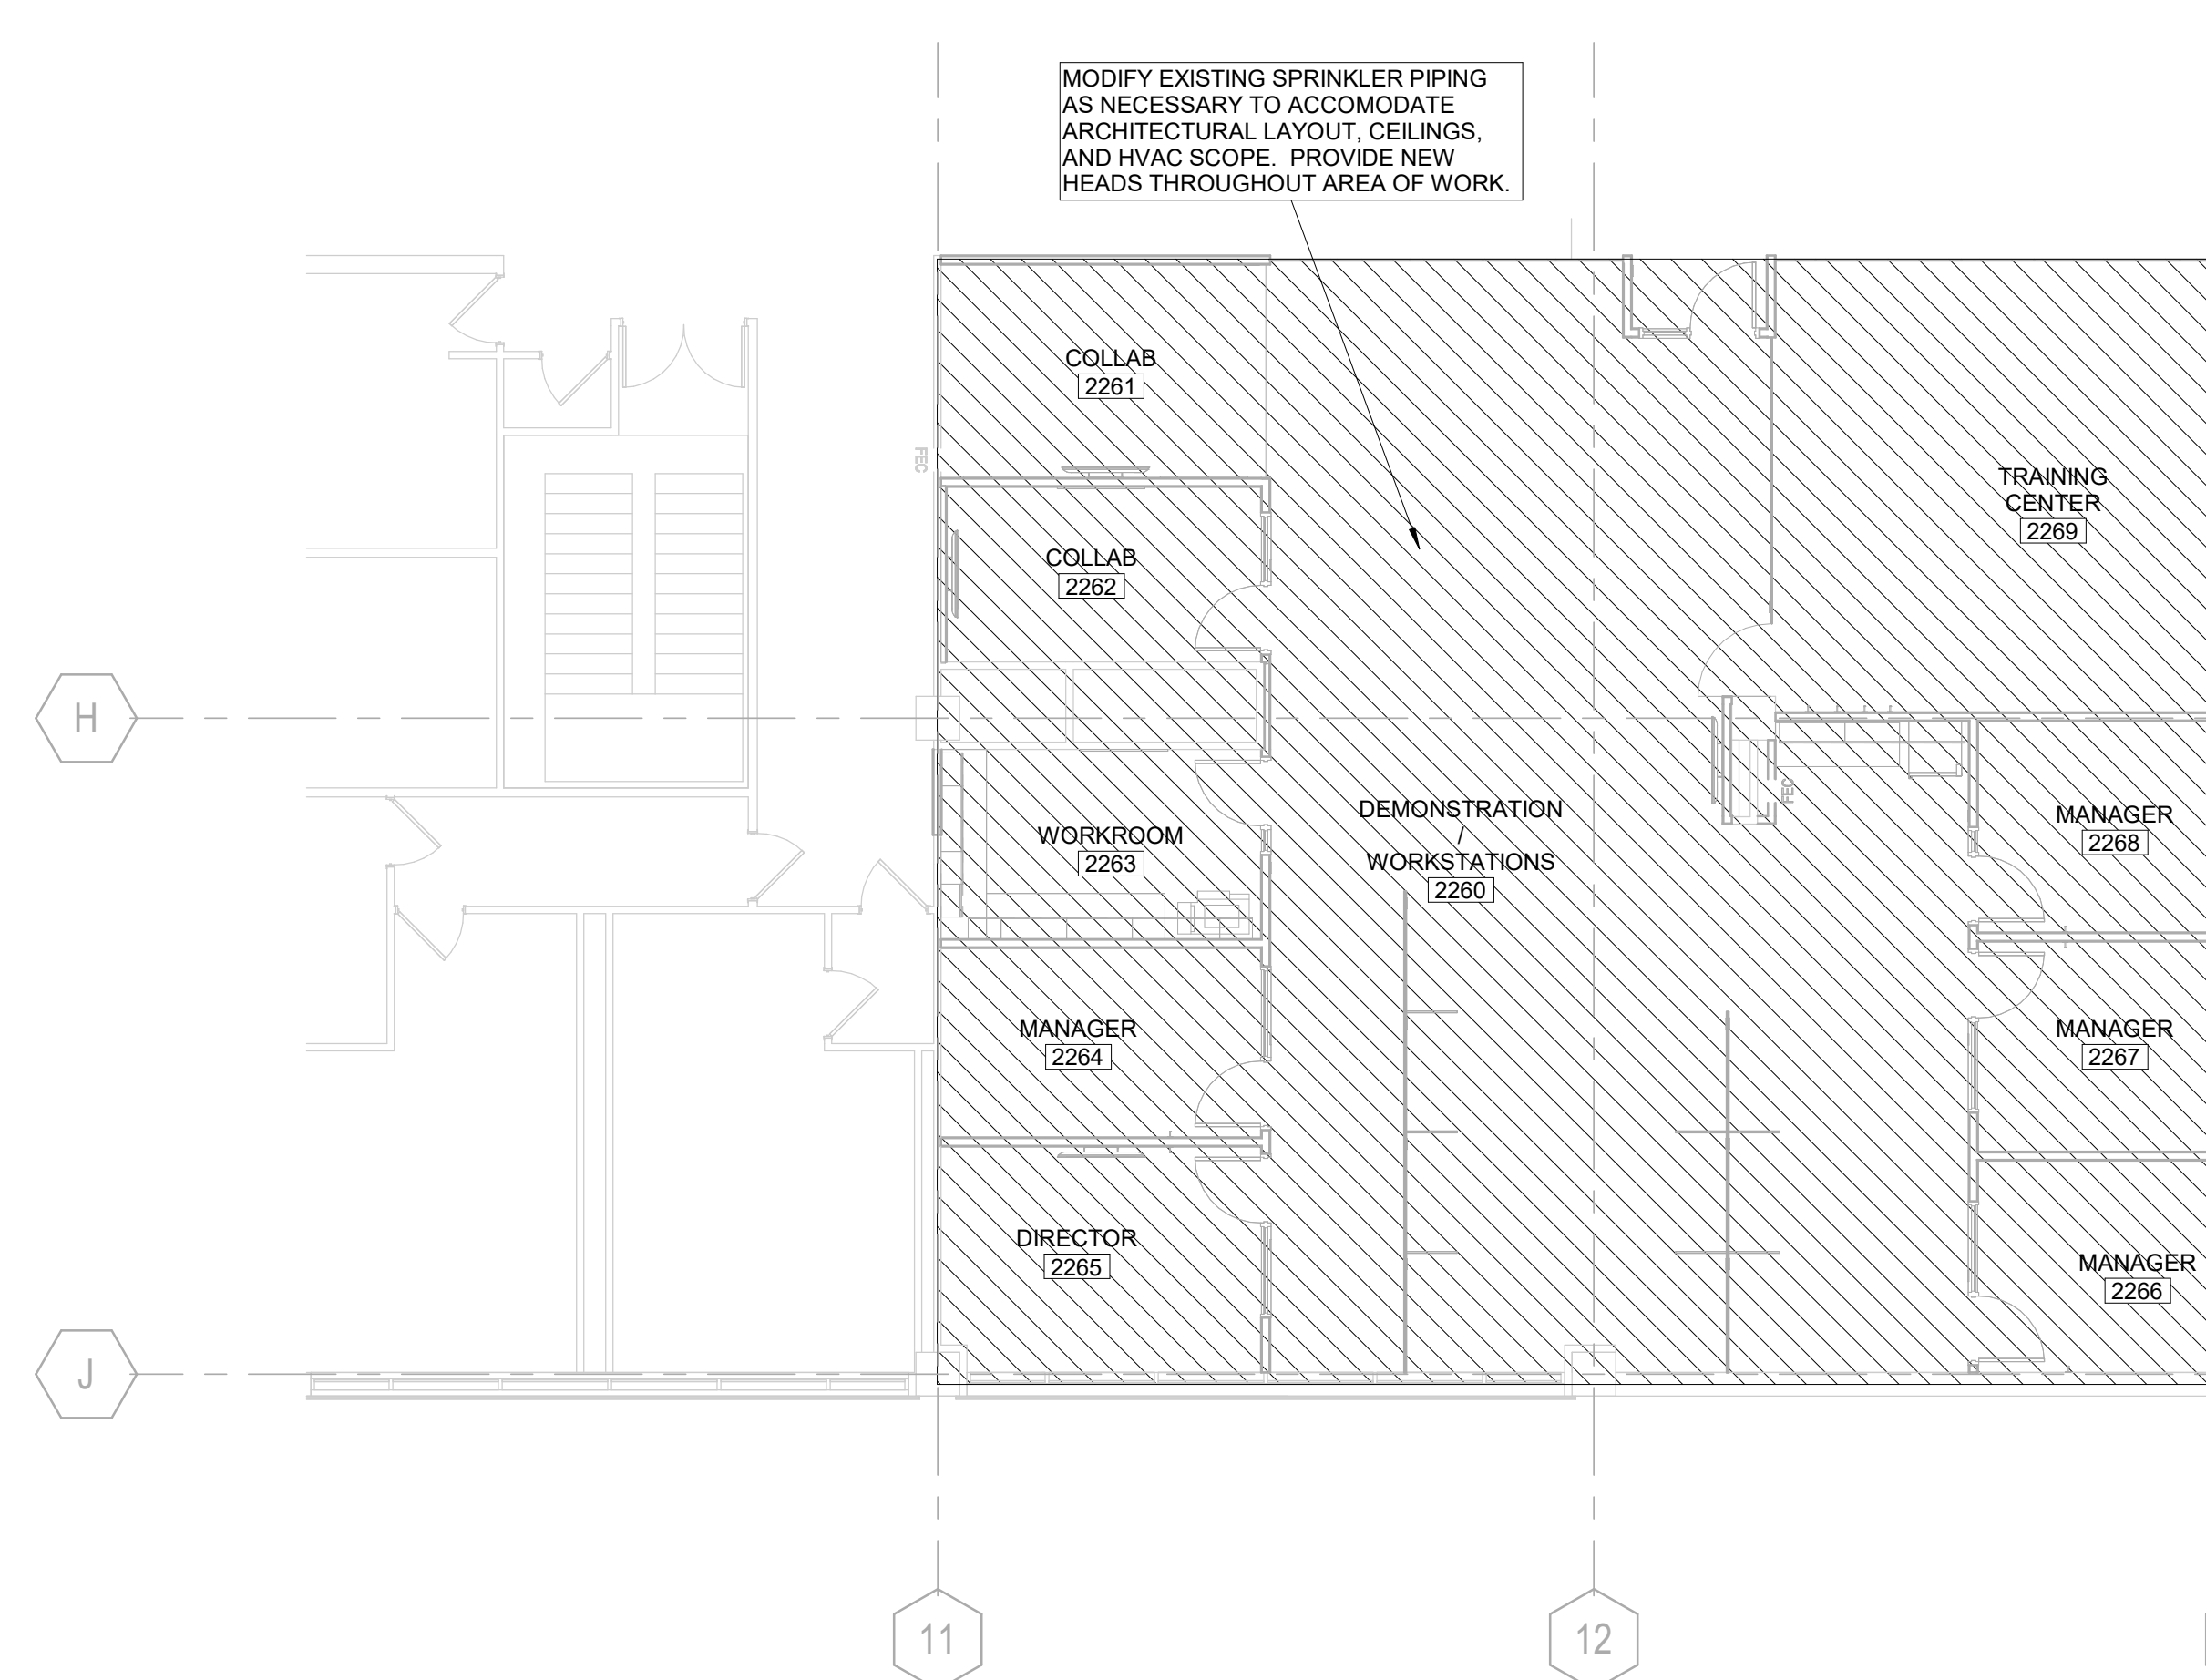 MODIFY EXISTING SPRINKLER PIPING
AS NECESSARY TO ACCOMODATE
ARCHITECTURAL LAYOUT, CEILINGS,
AND HVAC SCOPE. PROVIDE NEW
HEADS THROUGHOUT AREA OF WORK.
COLLAB
2261
FEC
TRAINING
CENTER
2269
COLLAB
2262
H
FEC
DEMONSTRATION
/
WORKSTATIONS
2260
MANAGER
2268
WORKROOM
2263
MANAGER
2264
MANAGER
2267
DIRECTOR
2265
MANAGER
2266
J
11
12